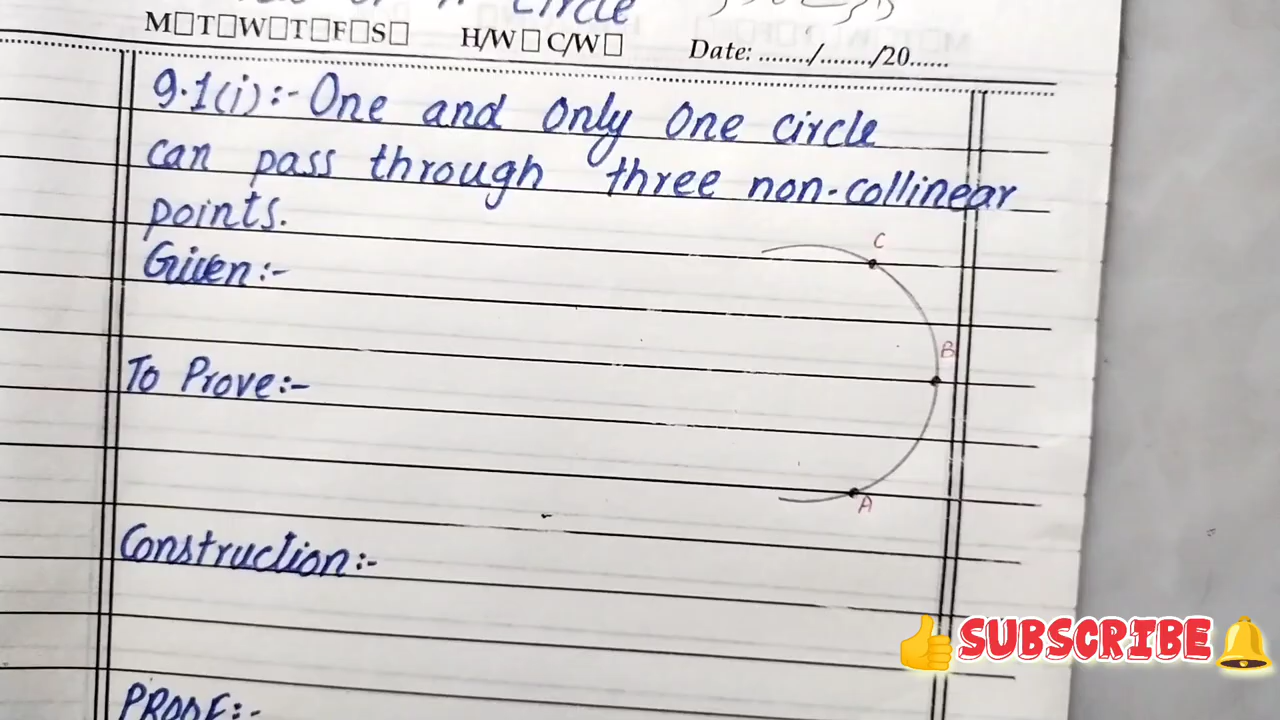 Circle
M□T□W□T□F□S□ H/W□ C/W□ Date: ......../......../20......
9.1(i):- One and only one circle
can pass through three non-collinear
points.
Given:-
C
B
To Prove:-
A
Construction:-
SUBSCRIBE
PROOF:-